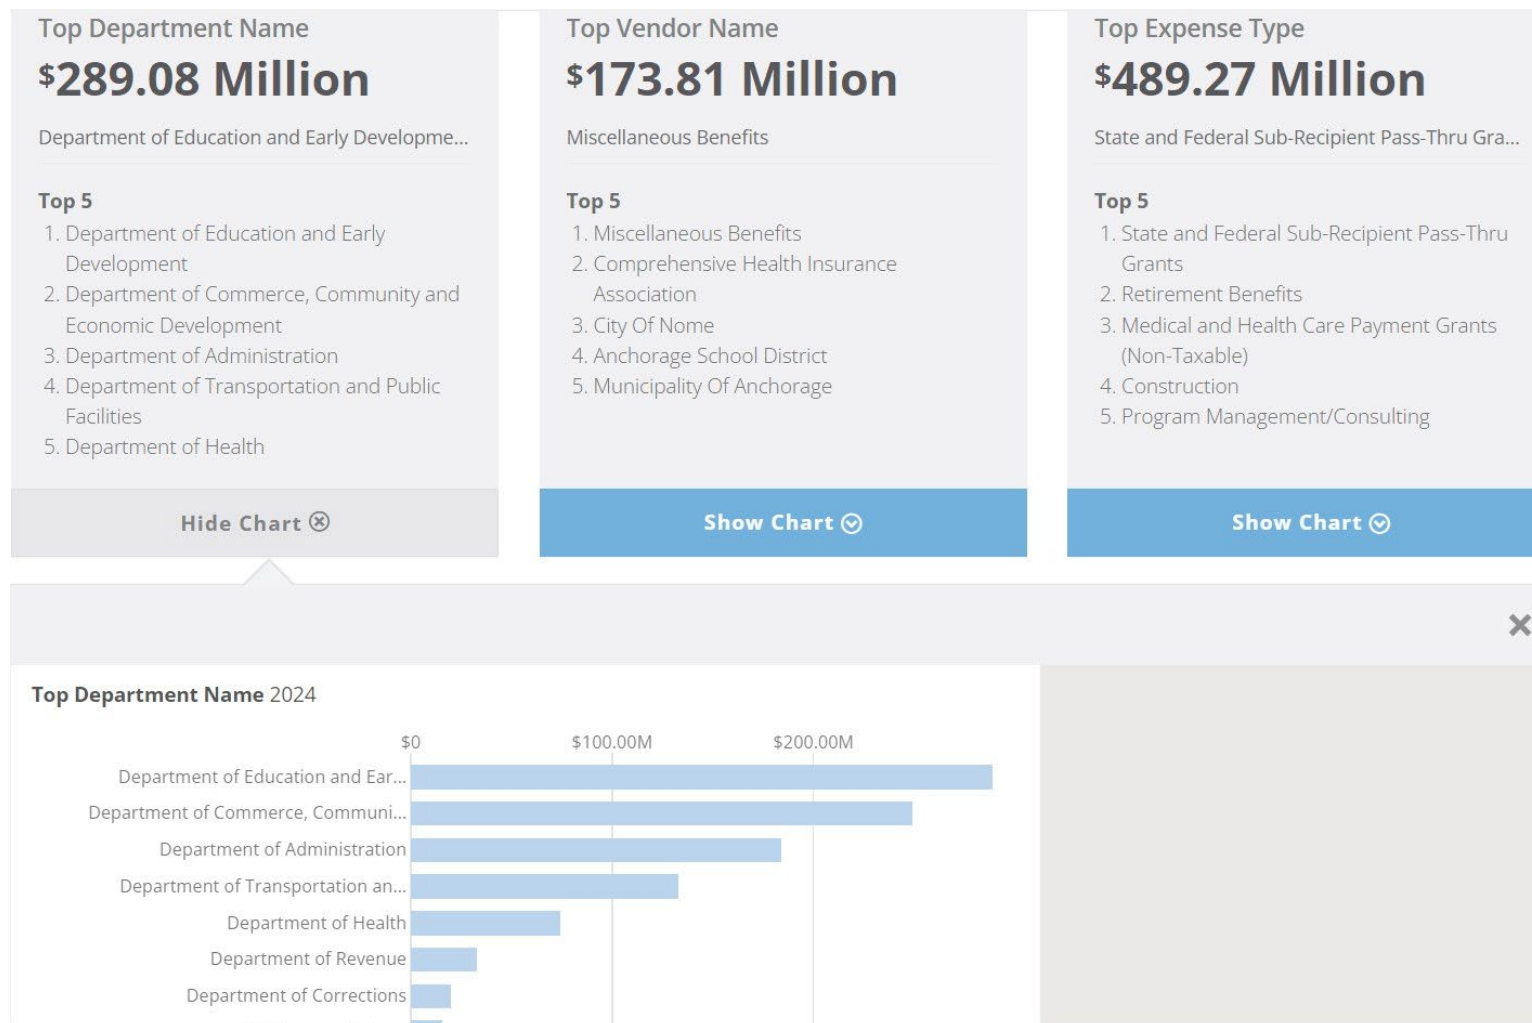 Top Department Name
$289.08 Million
Department of Education and Early Developme...
Top 5
1. Department of Education and Early
Development
2. Department of Commerce, Community and
Economic Development
3. Department of Administration
4. Department of Transportation and Public
Facilities
5. Department of Health
Hide Chart
Top Vendor Name
$173.81 Million
Miscellaneous Benefits
Top 5
1. Miscellaneous Benefits
2. Comprehensive Health Insurance
Association
3. City Of Nome
4. Anchorage School District
5. Municipality Of Anchorage
Show Chart
Top Expense Type
$489.27 Million
State and Federal Sub-Recipient Pass-Thru Gra...
Top 5
1. State and Federal Sub-Recipient Pass-Thru
Grants
2. Retirement Benefits
3. Medical and Health Care Payment Grants
(Non-Taxable)
4. Construction
5. Program Management/Consulting
Show Chart
Top Department Name 2024
$0 $100.00M $200.00M
Department of Education and Ear...
Department of Commerce, Communi...
Department of Administration
Department of Transportation an...
Department of Health
Department of Revenue
Department of Corrections